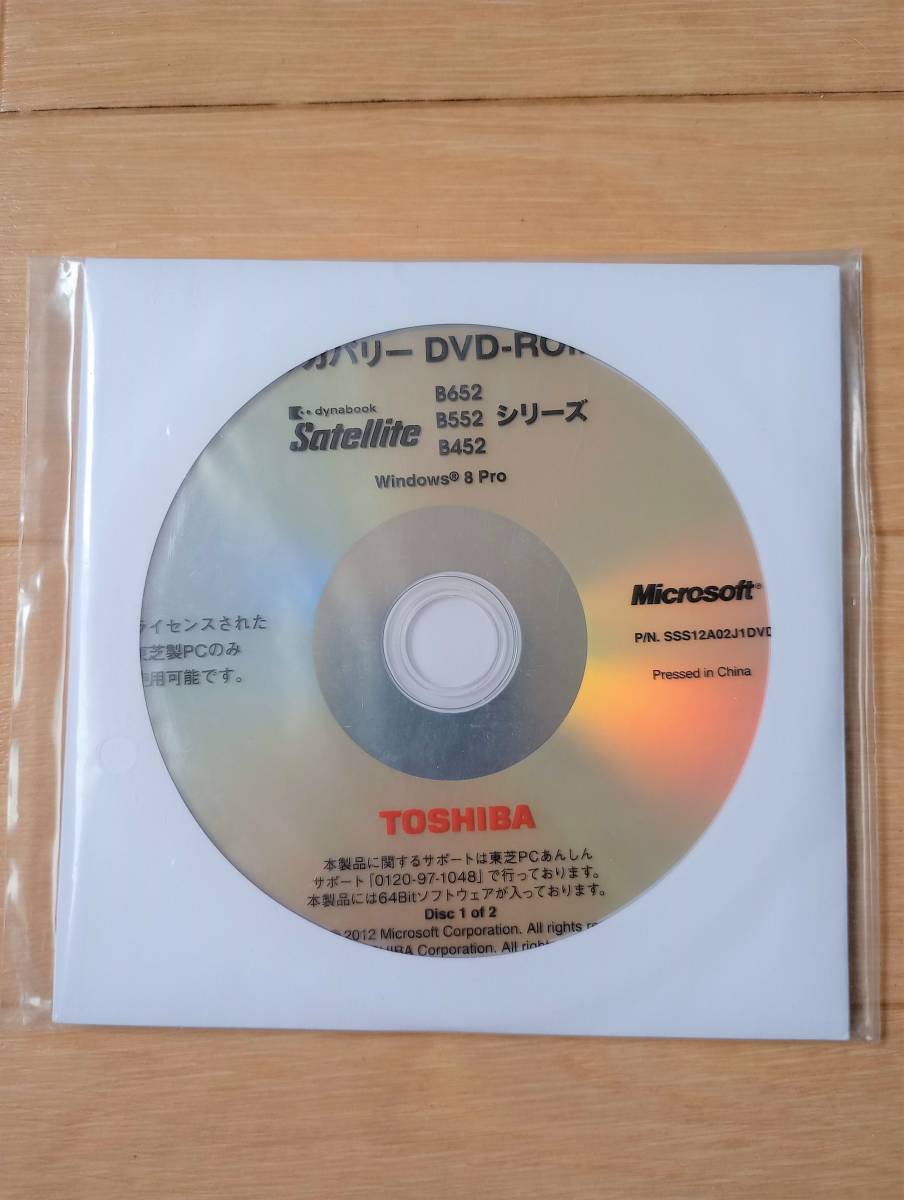 カバリー DVD-ROM
dynabook
Satellite
B652
B552 シリーズ
B452
Windows® 8 Pro
Microsoft®
P/N. SSS12A02J1DVD
Pressed in China
ライセンスされた
東芝製PCのみ
使用可能です。
TOSHIBA
本製品に関するサポートは東芝PCあんしん
サポート「0120-97-1048」で行っております。
本製品には64Bitソフトウェアが入っております。
Disc 1 of 2
© 2012 Microsoft Corporation. All rights
Corporation. All